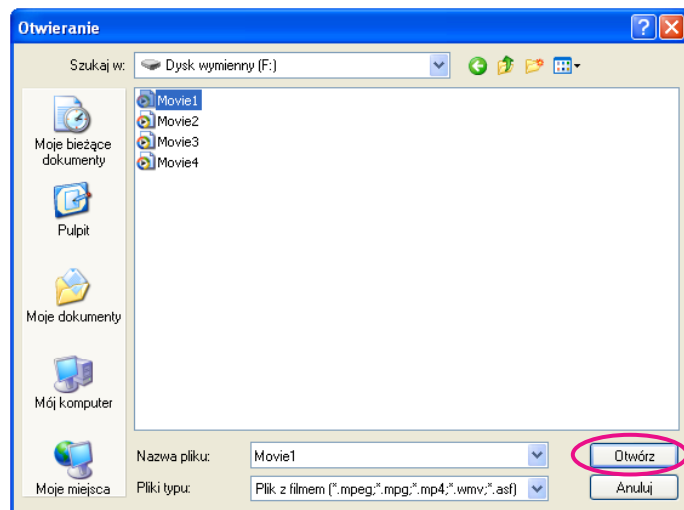 Otwieranie
Szukaj w:
Dysk wymienny (F:)
Movie1
Movie2
Movie3
Movie4
Moje bieżące
dokumenty
Pulpit
Moje dokumenty
Mój komputer
Moje miejsca
Nazwa pliku:
Movie1
Otwórz
Pliki typu:
Plik z filmem (*.mpeg;*.mpg;*.mp4;*.wmv;*.asf)
Anuluj